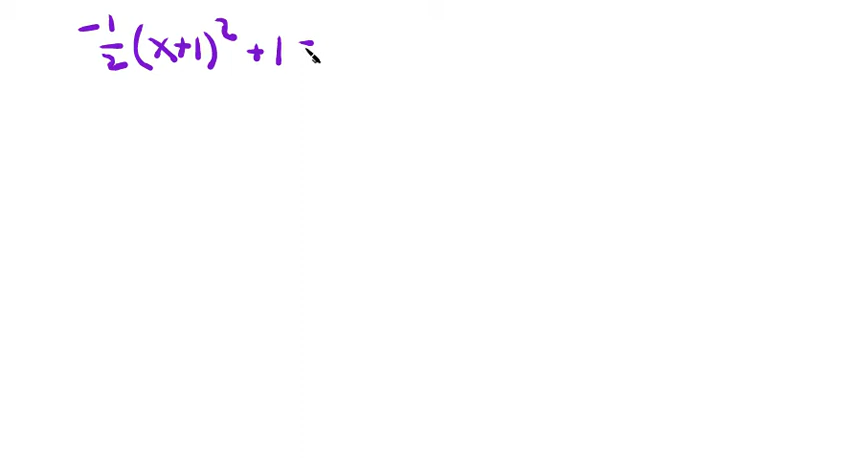 -1/2 (x+1)² + 1 =